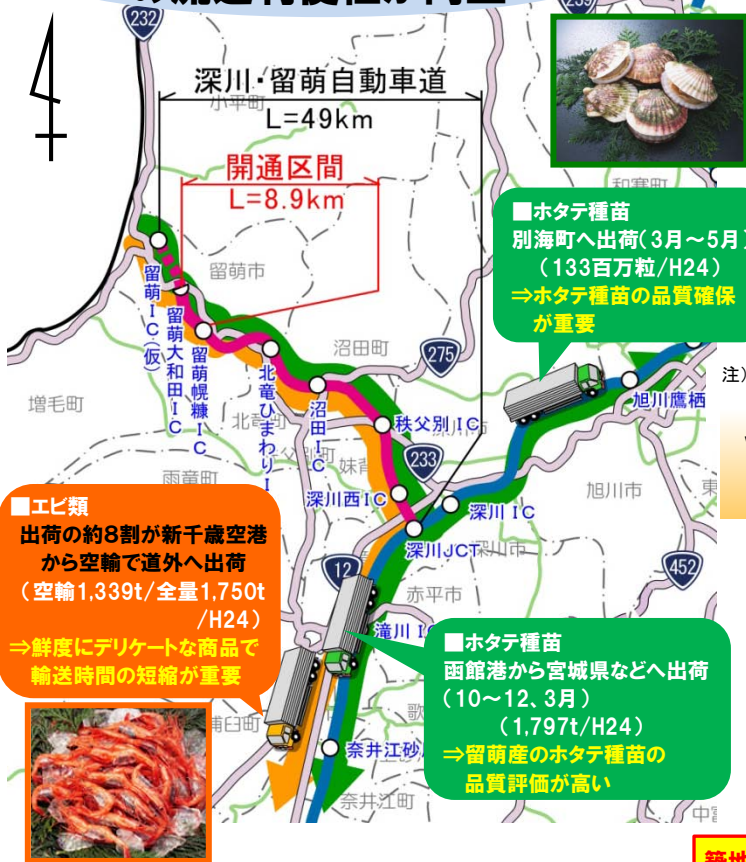 232
239
深川・留萌自動車道
小平町
L=49km
開通区間
L=8.9km
和寒町
■ホタテ種苗
別海町へ出荷(3月～5月)
(133百万粒/H24)
⇒ホタテ種苗の品質確保
が重要
留萌市
留萌IC(仮)
留萌大和田IC
留萌幌糠IC
北竜ひまわりI
沼田IC
沼田町
275
注)
旭川鷹栖
増毛町
秩父別IC
雨竜町
妹背
233
深川西IC
深川IC
旭川市
深川JCT
深川市
■エビ類
出荷の約8割が新千歳空港
から空輸で道外へ出荷
(空輸1,339t/全量1,750t
/H24)
⇒鮮度にデリケートな商品で
輸送時間の短縮が重要
12
452
赤平市
滝川I
■ホタテ種苗
函館港から宮城県などへ出荷
(10～12、3月)
(1,797t/H24)
⇒留萌産のホタテ種苗の
品質評価が高い
浦臼町
歌
奈井江砂
奈井江町
築地